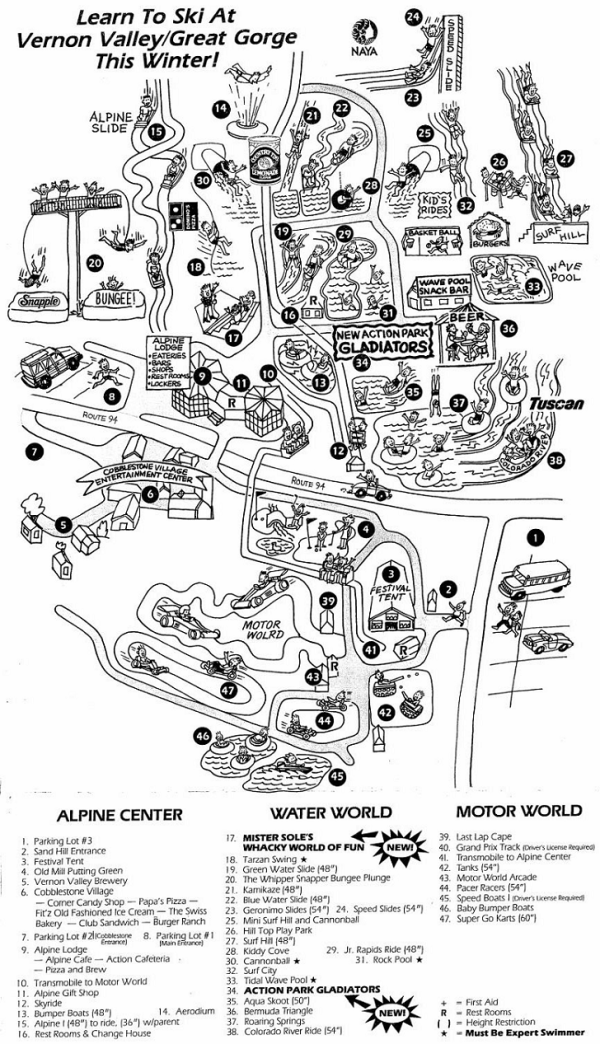 Learn To Ski At
Vernon Valley/Great Gorge
This Winter!
NAYA
SPEED SLIDE
24
23
14
ALPINE
SLIDE
15
21
22
25
26
27
30
COUNTRY TIME
LEMONADE
28
KID'S
RIDES
32
20
18
19
29
BASKET BALL
BURGERS
SURF HILL
WAVE
POOL
33
Snapple
BUNGEE!
17
16
R
31
WAVE POOL
SNACK BAR
NEW ACTION PARK
GLADIATORS
BEER
36
ALPINE
LODGE
•EATERIES
•BARS
•SHOPS
•REST ROOMS
•LOCKERS
9
11
10
R
13
34
35
37
Tuscan
8
ROUTE 94
12
COLORADO RIVER
38
7
COBBLESTONE VILLAGE
ENTERTAINMENT CENTER
6
5
ROUTE 94
4
1
3
FESTIVAL
TENT
2
MOTOR
WOLRD
39
41
R
43
47
44
42
46
45
ALPINE CENTER
1. Parking Lot #3
2. Sand Hill Entrance
3. Festival Tent
4. Old Mill Putting Green
5. Vernon Valley Brewery
6. Cobblestone Village
— Corner Candy Shop — Papa's Pizza —
Fit'z Old Fashioned Ice Cream — The Swiss
Bakery — Club Sandwich — Burger Ranch
7. Parking Lot #2 (Cobblestone Entrance) 8. Parking Lot #1 (Main Entrance)
9. Alpine Lodge
— Alpine Cafe — Action Cafeteria
— Pizza and Brew
10. Transmobile to Motor World
11. Alpine Gift Shop
12. Skyride
13. Bumper Boats (48") 14. Aerodium
15. Alpine I (48") to ride, (36") w/parent
16. Rest Rooms & Change House
WATER WORLD
17. MISTER SOLE'S
WHACKY WORLD OF FUN
NEW!
18. Tarzan Swing ★
19. Green Water Slide (48")
20. The Whipper Snapper Bungee Plunge
21. Kamikaze (48")
22. Blue Water Slide (48")
23. Geronimo Slides (54") 24. Speed Slides (54")
25. Mini Surf Hill and Cannonball
26. Hill Top Play Park
27. Surf Hill (48")
28. Kiddy Cove 29. Jr. Rapids Ride (48")
30. Cannonball ★ 31. Rock Pool ★
32. Surf City
33. Tidal Wave Pool ★
34. ACTION PARK GLADIATORS
35. Aqua Skoot (50")
36. Bermuda Triangle
37. Roaring Springs
38. Colorado River Ride (54")
NEW!
MOTOR WORLD
39. Last Lap Cape
40. Grand Prix Track (Driver's License Required)
41. Transmobile to Alpine Center
42. Tanks (54")
43. Motor World Arcade
44. Pacer Racers (54")
45. Speed Boats I (Driver's License Required)
46. Baby Bumper Boats
47. Super Go Karts (60")
+ = First Aid
R = Rest Rooms
( ) = Height Restriction
★ = Must Be Expert Swimmer